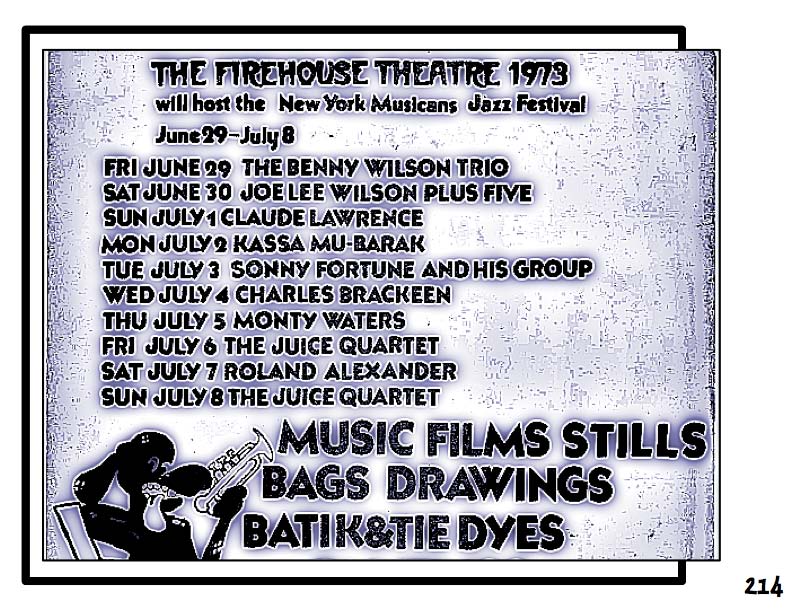 THE FIREHOUSE THEATRE 1973
will host the New York Musicans Jazz Festival
June 29-July 8
FRI JUNE 29 THE BENNY WILSON TRIO
SAT JUNE 30 JOE LEE WILSON PLUS FIVE
SUN JULY 1 CLAUDE LAWRENCE
MON JULY 2 KASSA MU-BARAK
TUE JULY 3 SONNY FORTUNE AND HIS GROUP
WED JULY 4 CHARLES BRACKEEN
THU JULY 5 MONTY WATERS
FRI JULY 6 THE JUICE QUARTET
SAT JULY 7 ROLAND ALEXANDER
SUN JULY 8 THE JUICE QUARTET
MUSIC FILMS STILLS
BAGS DRAWINGS
BATIK&TIE DYES
214